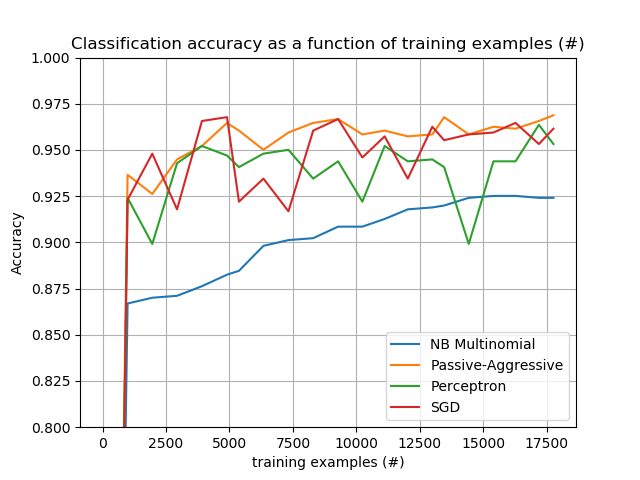 Classification accuracy as a function of training examples (#)
1.000
0.975
0.950
0.925
0.900
0.875
0.850
0.825
0.800
Accuracy
NB Multinomial
Passive-Aggressive
Perceptron
SGD
0
2500
5000
7500
10000
12500
15000
17500
training examples (#)